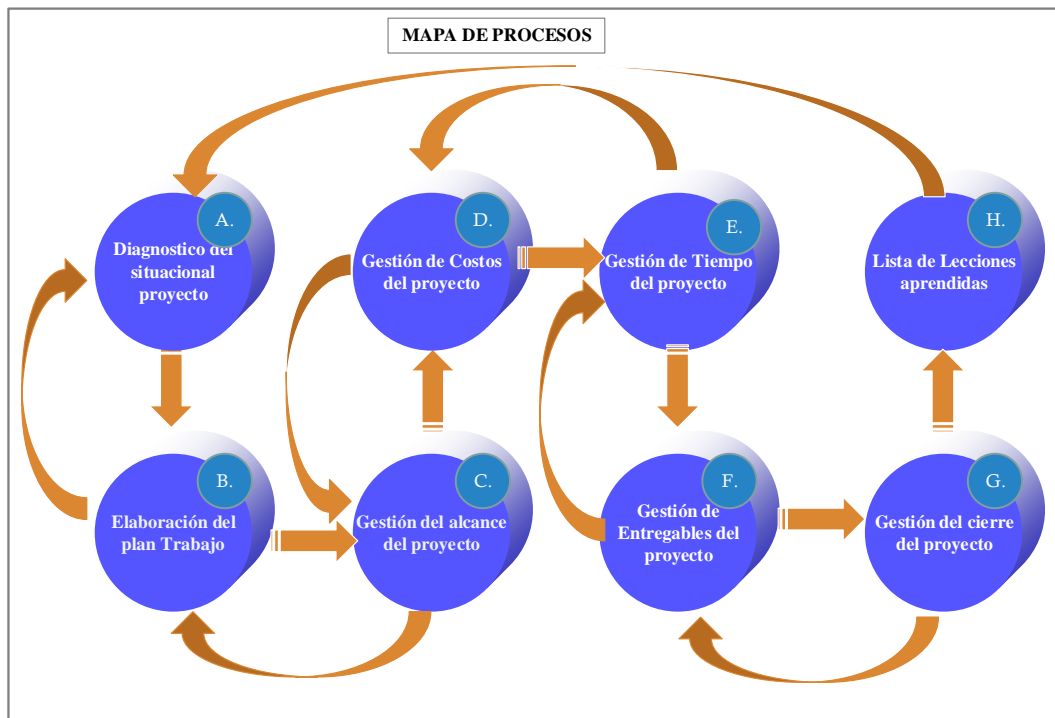 MAPA DE PROCESOS
A.
Diagnostico del
situacional
proyecto
D.
Gestión de Costos
del proyecto
E.
Gestión de Tiempo
del proyecto
H.
Lista de Lecciones
aprendidas
B.
Elaboración del
plan Trabajo
C.
Gestión del alcance
del proyecto
F.
Gestión de
Entregables del
proyecto
G.
Gestión del cierre
del proyecto